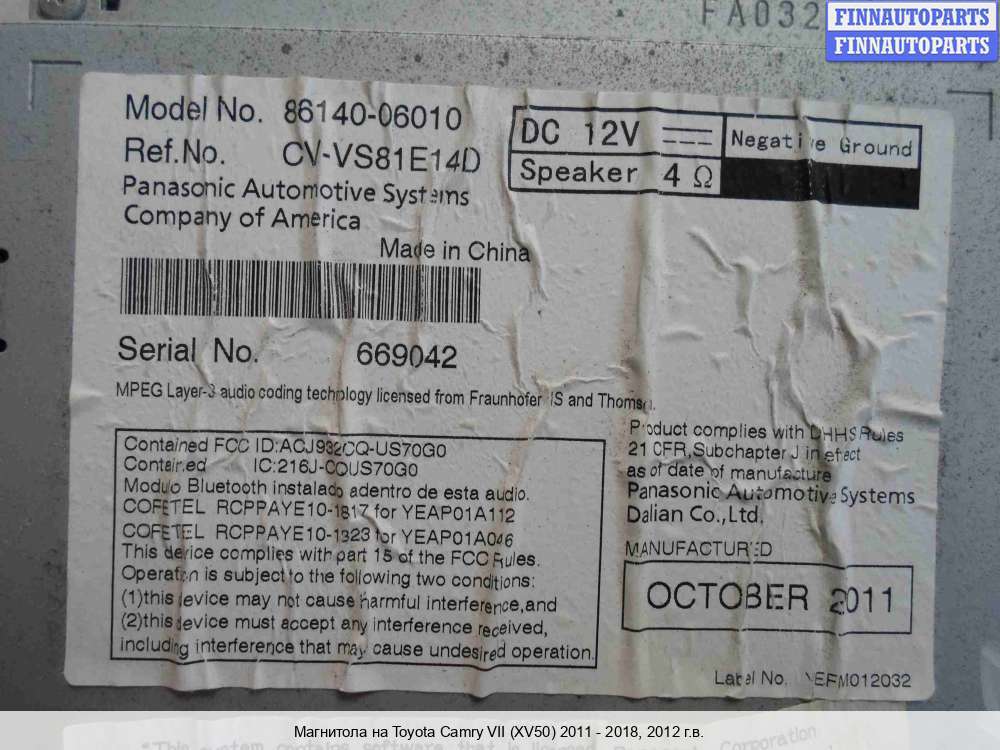 FA032
FINNAUTOPARTS
FINNAUTOPARTS
Model No. 86140-06010
Ref.No. CV-VS81E14D
Panasonic Automotive Systems
Company of America
Made in China
DC 12V
Negative Ground
Speaker 4 Ω
Serial No. 669042
MPEG Layer-3 audio coding technology licensed from Fraunhofer IIS and Thomson.
Contained FCC ID:ACJ932CQ-US70G0
Contained IC:216J-CQUS70G0
Modulo Bluetooth instalado adentro de esta audio.
COFETEL RCPPAYE10-1817 for YEAP01A112
COFETEL RCPPAYE10-1323 for YEAP01A046
This device complies with part 15 of the FCC Rules.
Operation is subject to the following two conditions:
(1)this device may not cause harmful interference,and
(2)this device must accept any interference received,
including interference that may cause undesired operation.
Product complies with DHHS Rules
21 CFR,Subchapter J in effect
as of date of manufacture
Panasonic Automotive Systems
Dalian Co.,Ltd.
MANUFACTURED
OCTOBER 2011
Label No. YEFM012032
Магнитола на Toyota Camry VII (XV50) 2011 - 2018, 2012 г.в.